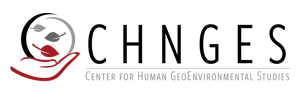 CHNGES
CENTER FOR HUMAN GEOENVIRONMENTAL STUDIES